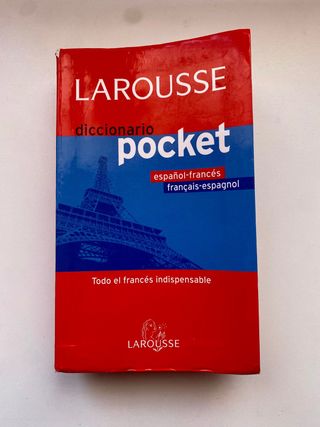 LAROUSSE
diccionario
pocket
español-francés
français-espagnol
Todo el francés indispensable
LAROUSSE